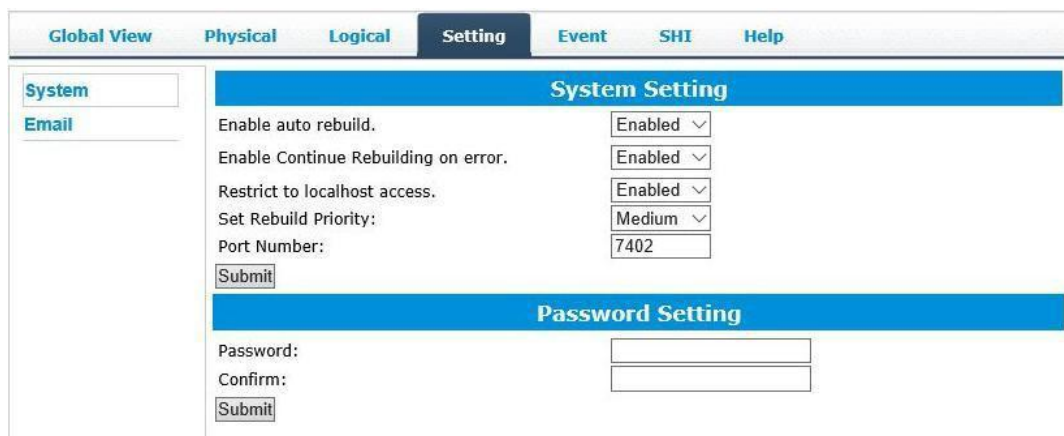 Global View Physical Logical Setting Event SHI Help
System
Email
System Setting
Enable auto rebuild. Enabled
Enable Continue Rebuilding on error. Enabled
Restrict to localhost access. Enabled
Set Rebuild Priority: Medium
Port Number: 7402
Submit
Password Setting
Password:
Confirm:
Submit